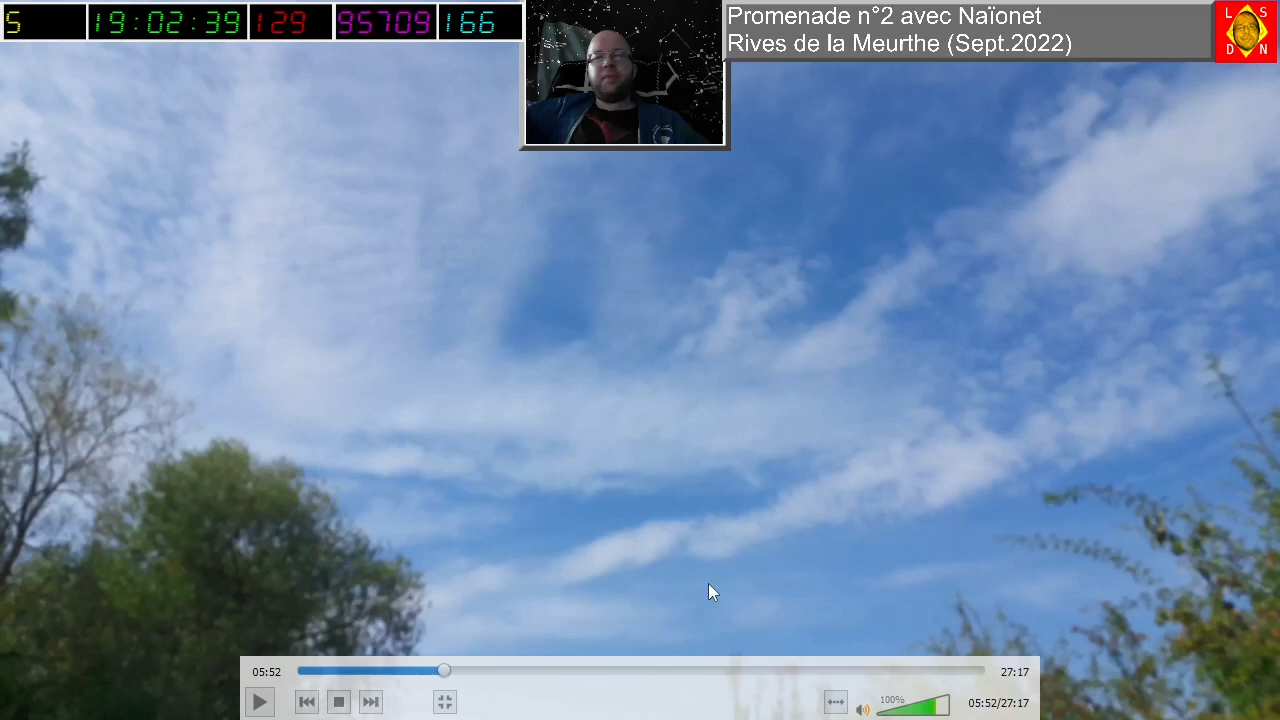 5 19:02:39 129 95709 166
Promenade n°2 avec Naïonet
Rives de la Meurthe (Sept.2022)
L S
D N
05:52 27:17
100%
05:52/27:17